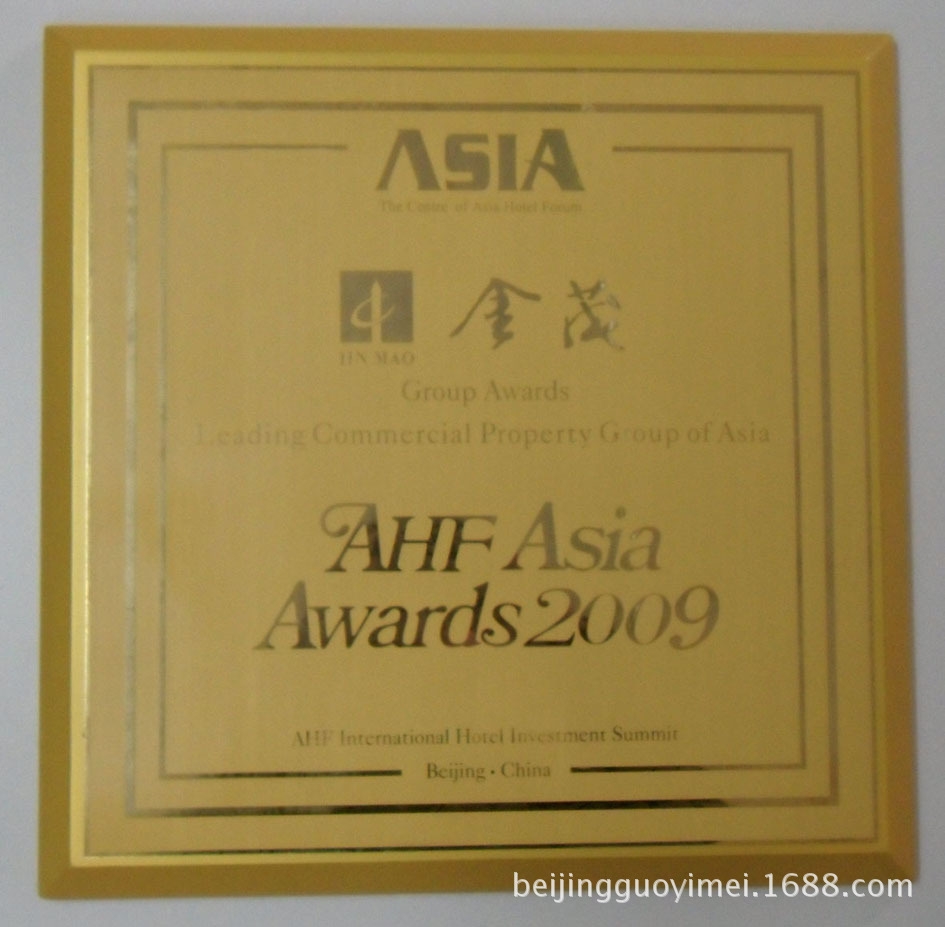 ASIA
The Centre of Asia Hotel Forum
金茂
JIN MAO
Group Awards
Leading Commercial Property Group of Asia
AHF Asia
Awards 2009
AHF International Hotel Investment Summit
Beijing · China
beijingguoyimei.1688.com